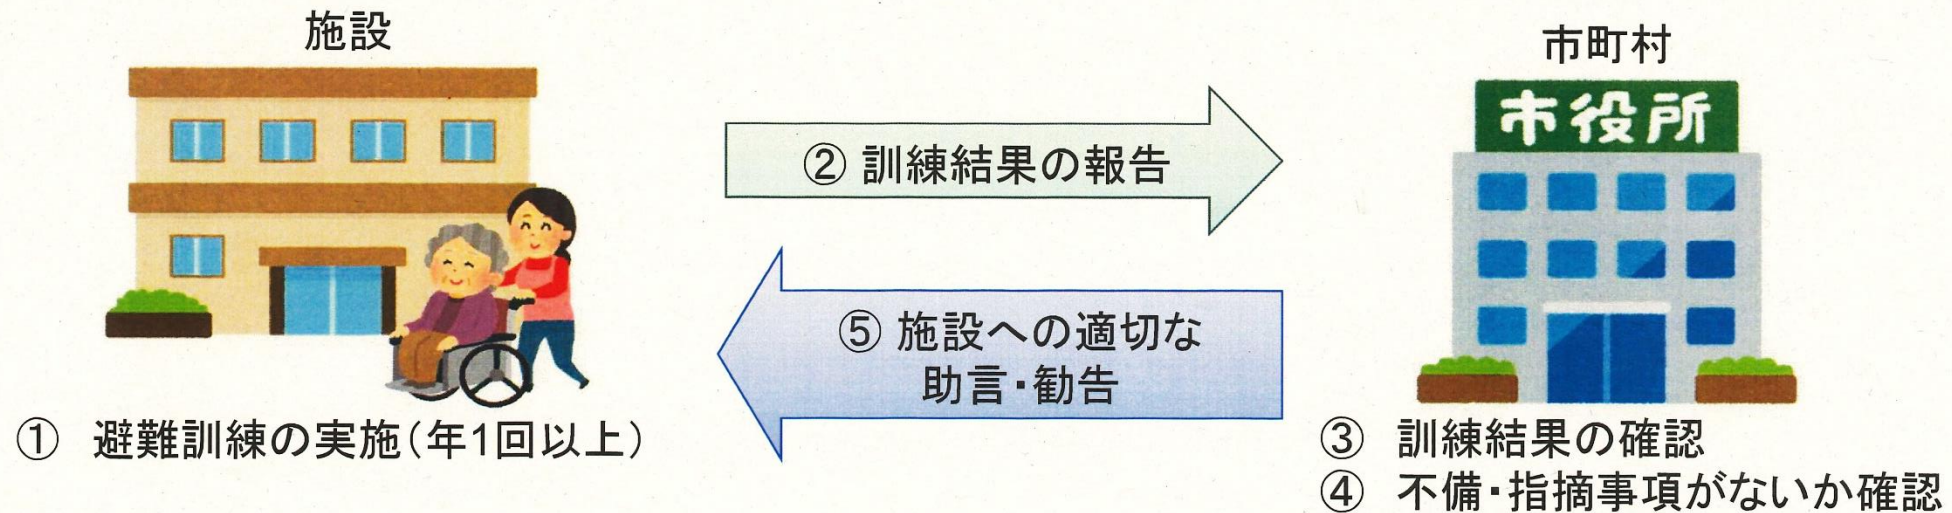 施設
市町村
市役所
② 訓練結果の報告
⑤ 施設への適切な
助言・勧告
① 避難訓練の実施(年1回以上)
③ 訓練結果の確認
④ 不備・指摘事項がないか確認